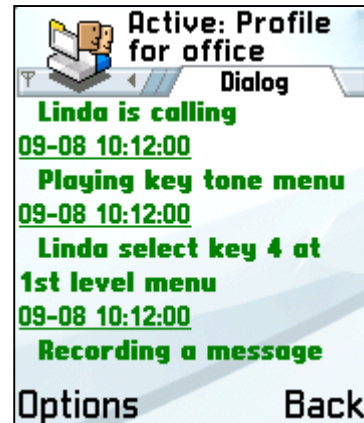 Active: Profile
for office
Dialog
Linda is calling
09-08 10:12:00
Playing key tone menu
09-08 10:12:00
Linda select key 4 at
1st level menu
09-08 10:12:00
Recording a message
Options Back